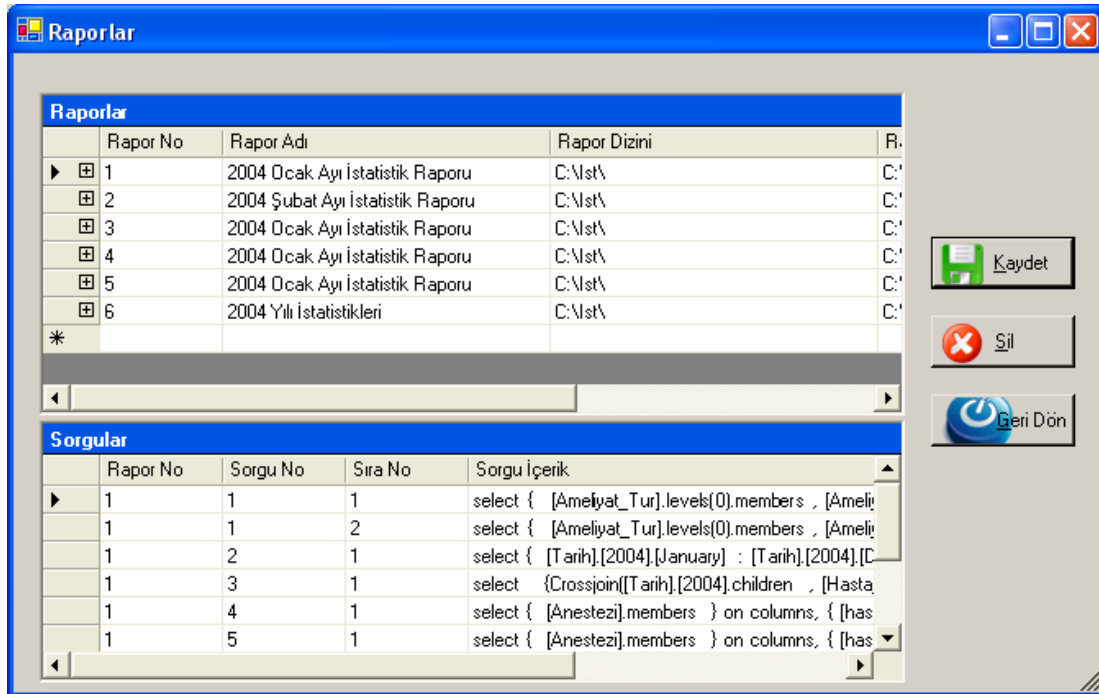 Raporlar
Raporlar
Rapor No Rapor Adı Rapor Dizini
1 2004 Ocak Ayı İstatistik Raporu C:\Ist\
2 2004 Şubat Ayı İstatistik Raporu C:\Ist\
3 2004 Ocak Ayı İstatistik Raporu C:\Ist\
4 2004 Ocak Ayı İstatistik Raporu C:\Ist\
5 2004 Ocak Ayı İstatistik Raporu C:\Ist\
6 2004 Yılı İstatistikleri C:\Ist\
Kaydet
Sil
Geri Dön
Sorgular
Rapor No Sorgu No Sıra No Sorgu İçerik
1 1 1 select { [Ameliyat_Tur].levels(0).members , [Ameliy
1 1 2 select { [Ameliyat_Tur].levels(0).members , [Ameliy
1 2 1 select { [Tarih].[2004].[January] : [Tarih].[2004].[D
1 3 1 select {Crossjoin([Tarih].[2004].children , [Hasta
1 4 1 select { [Anestezi].members } on columns, { [has
1 5 1 select { [Anestezi].members } on columns, { [has